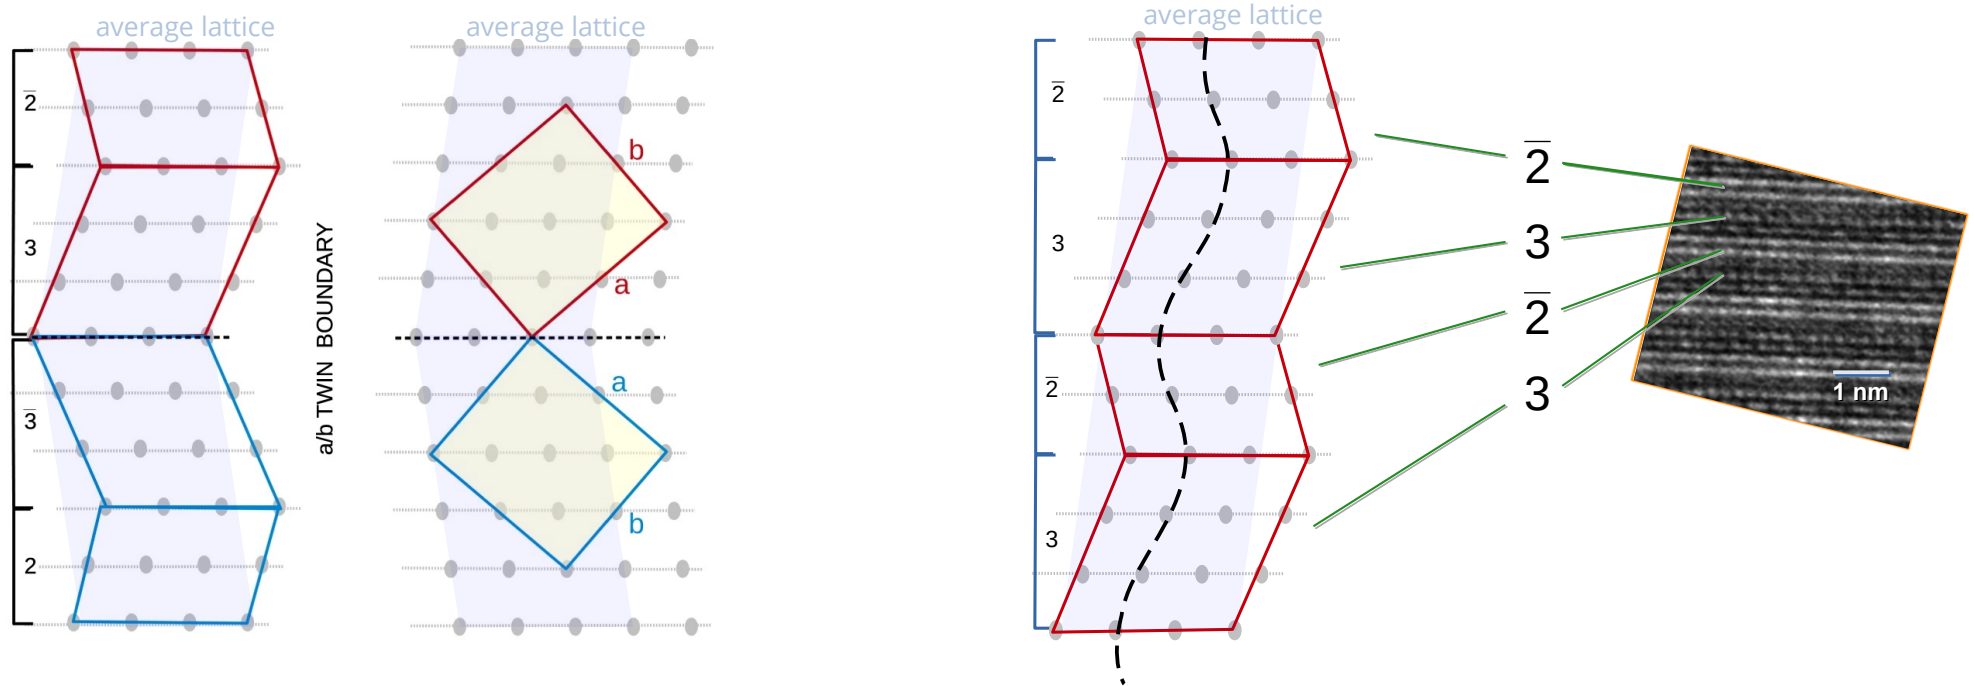 average lattice
2̅
3
3̅
2
a/b TWIN BOUNDARY
average lattice
b
a
a
b
average lattice
2̅
3
2̅
3
2̅
3
2̅
3
1 nm